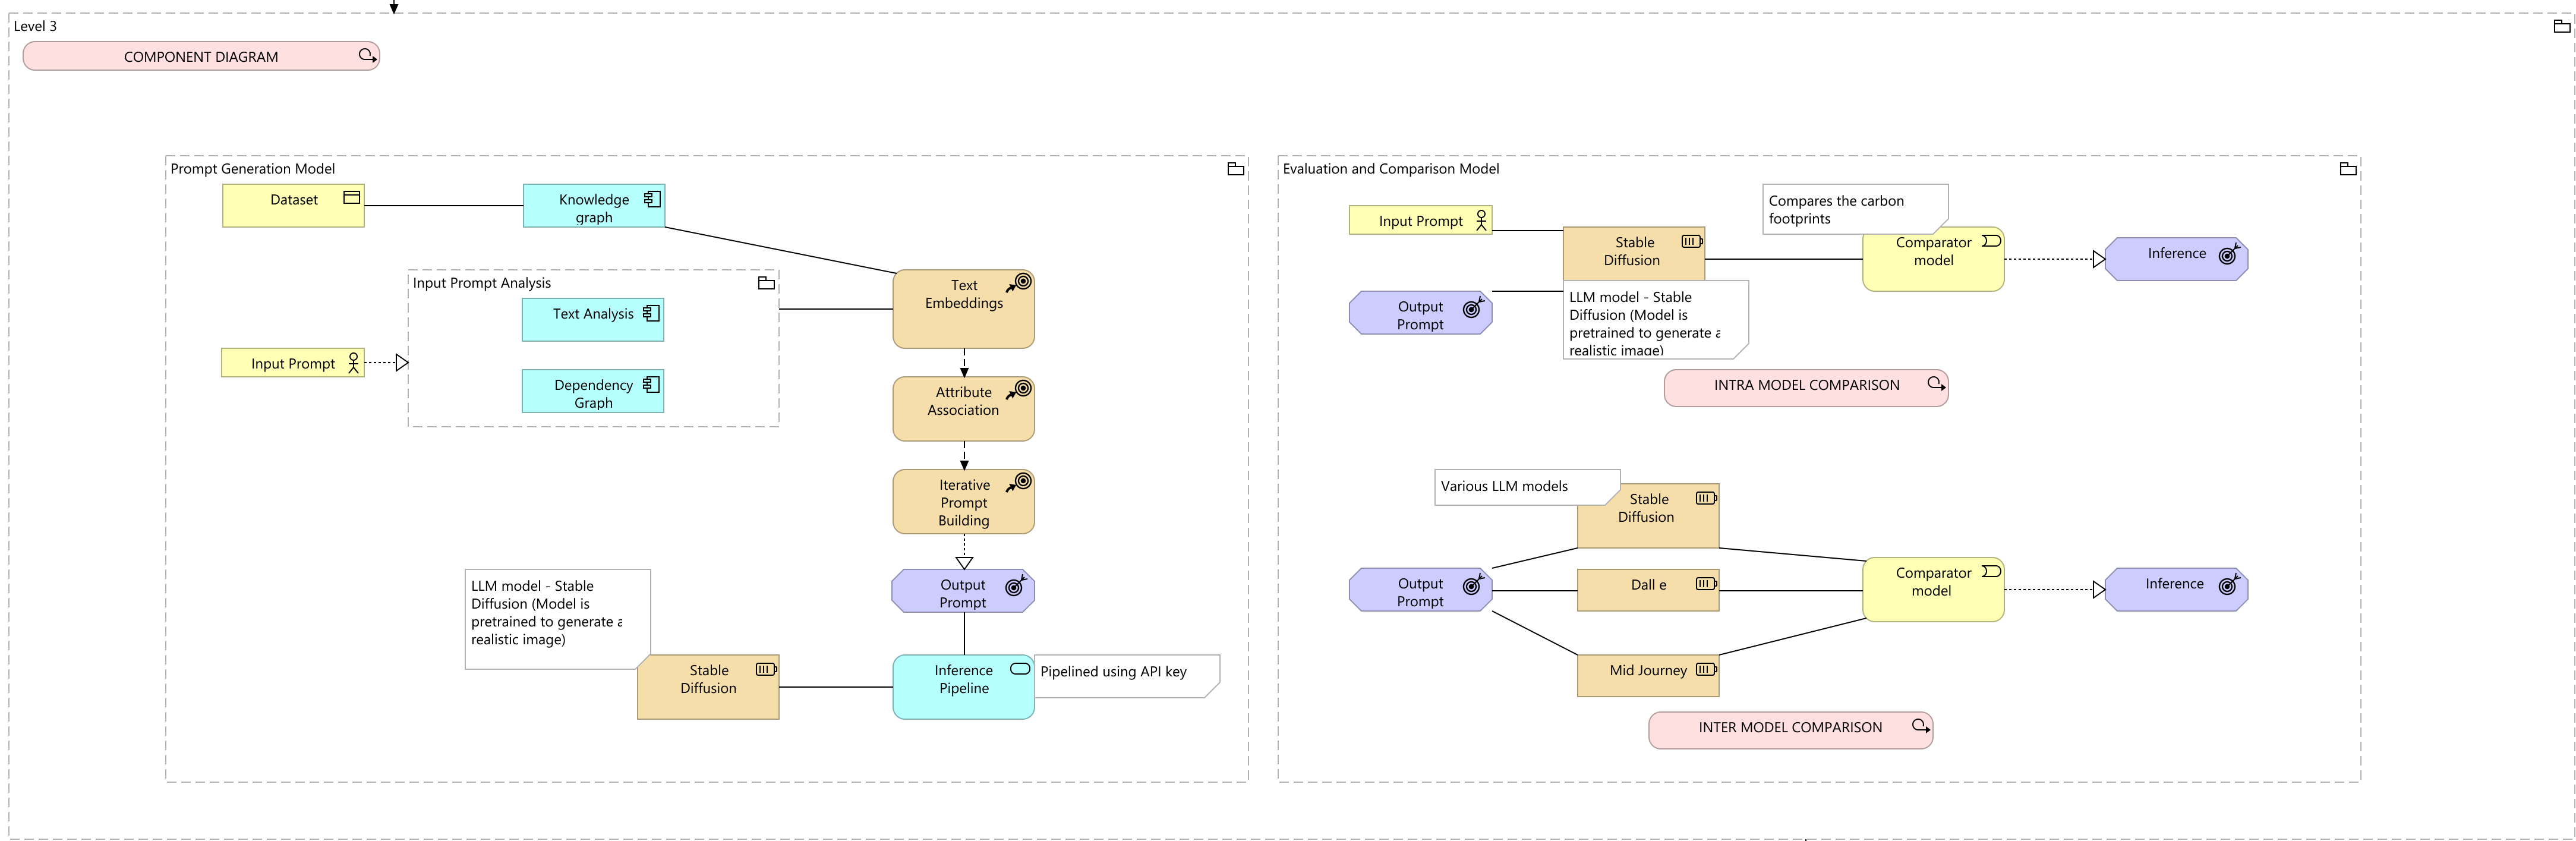 Level 3
COMPONENT DIAGRAM
Prompt Generation Model
Dataset
Knowledge
graph
Input Prompt Analysis
Text Analysis
Dependency
Graph
Input Prompt
Text
Embeddings
Attribute
Association
Iterative
Prompt
Building
Output
Prompt
LLM model - Stable
Diffusion (Model is
pretrained to generate a
realistic image)
Stable
Diffusion
Inference
Pipeline
Pipelined using API key
Evaluation and Comparison Model
Input Prompt
Output
Prompt
Stable
Diffusion
LLM model - Stable
Diffusion (Model is
pretrained to generate a
realistic image)
Compares the carbon
footprints
Comparator
model
Inference
INTRA MODEL COMPARISON
Various LLM models
Stable
Diffusion
Output
Prompt
Dall e
Mid Journey
Comparator
model
Inference
INTER MODEL COMPARISON